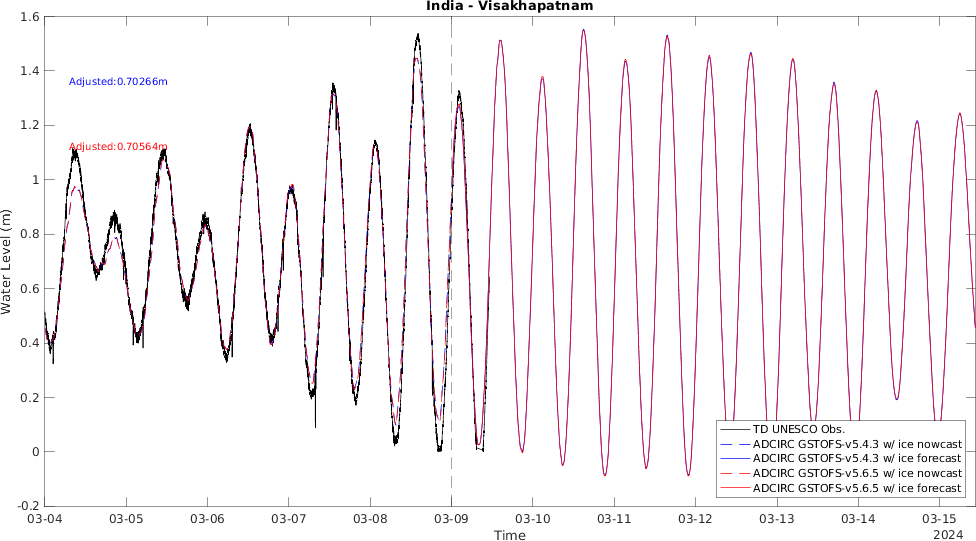 India - Visakhapatnam
1.6
1.4
1.2
1
0.8
0.6
0.4
0.2
0
-0.2
Water Level (m)
Adjusted:0.70266m
Adjusted:0.70564m
TD UNESCO Obs.
ADCIRC GSTOFS-v5.4.3 w/ ice nowcast
ADCIRC GSTOFS-v5.4.3 w/ ice forecast
ADCIRC GSTOFS-v5.6.5 w/ ice nowcast
ADCIRC GSTOFS-v5.6.5 w/ ice forecast
03-04 03-05 03-06 03-07 03-08 03-09 03-10 03-11 03-12 03-13 03-14 03-15
Time
2024